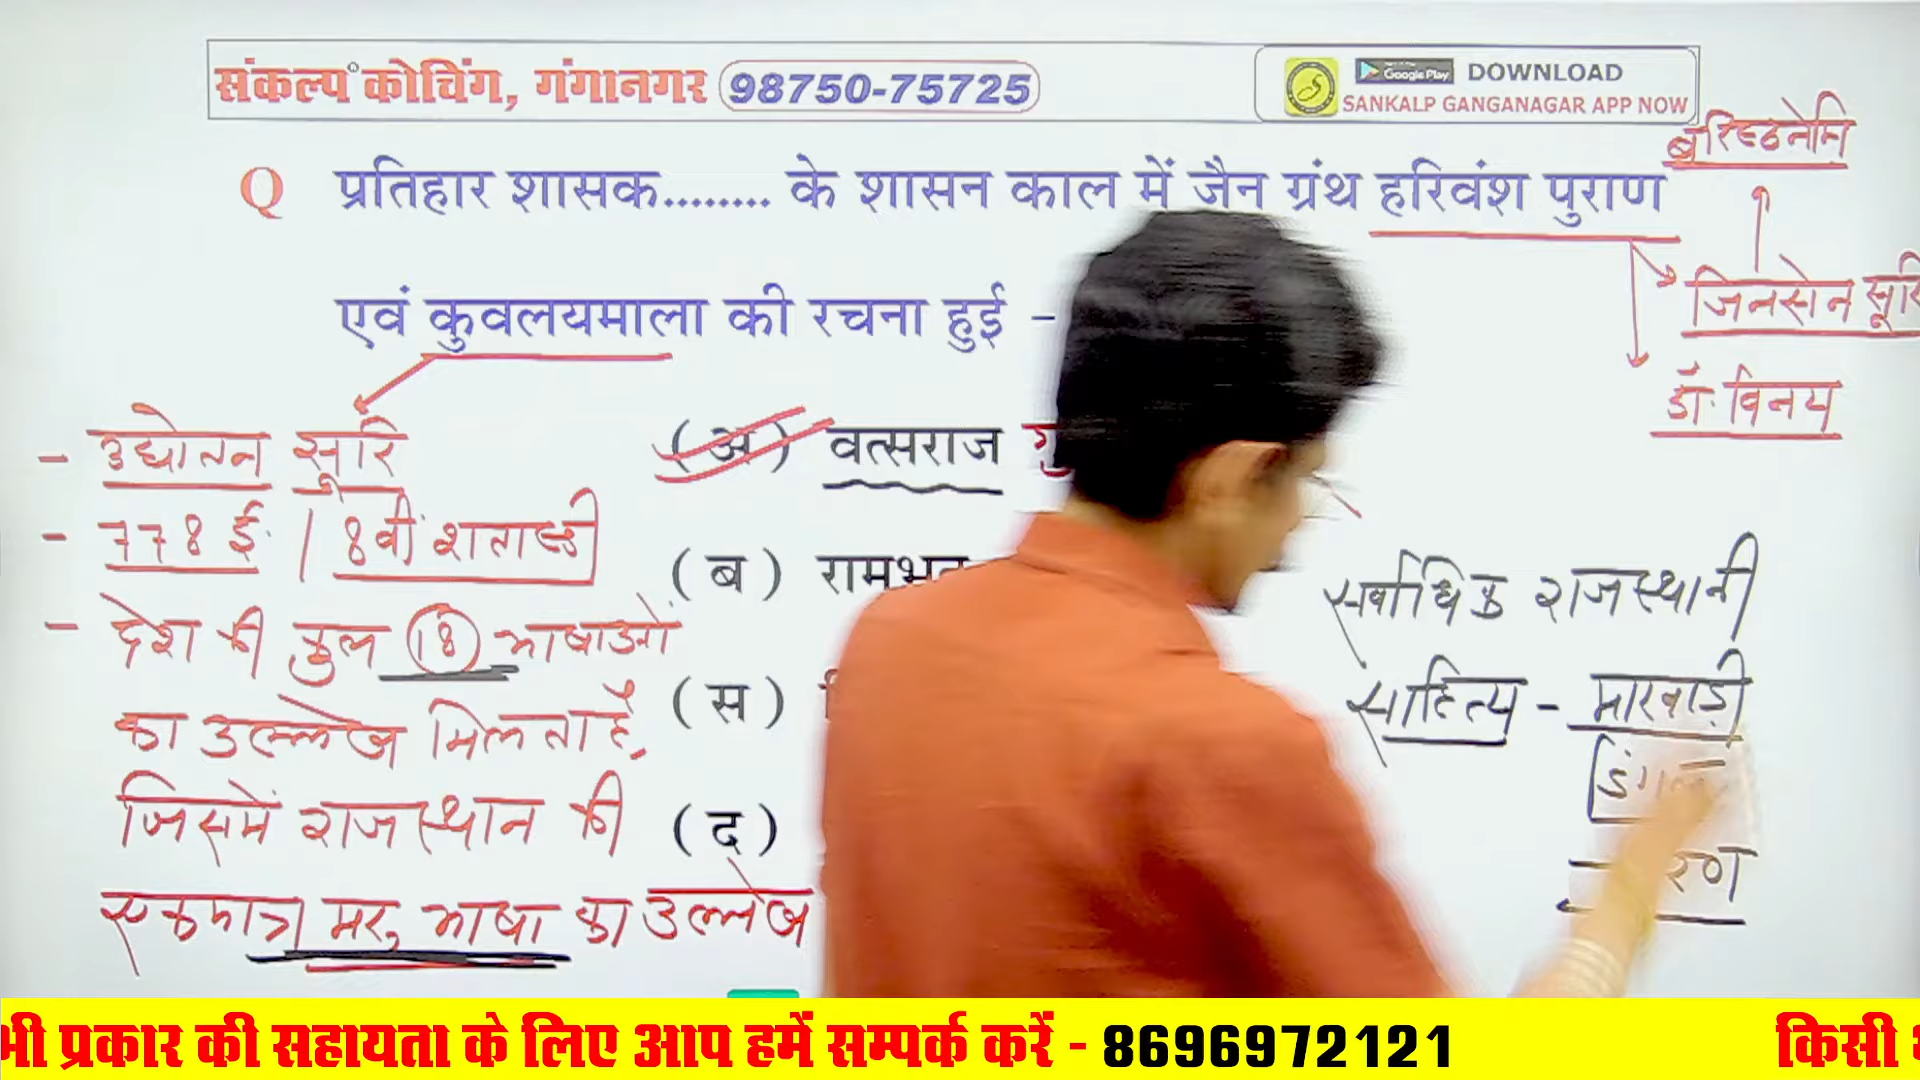 संकल्प कोचिंग, गंगानगर 98750-75725
Google Play DOWNLOAD
SANKALP GANGANAGAR APP NOW
Q प्रतिहार शासक........ के शासन काल में जैन ग्रंथ हरिवंश पुराण
एवं कुवलयमाला की रचना हुई -
जिनसेन सूरि
डॉ. विनय
- उद्योतन सूरि
- 778 ई. / 8वीं शताब्दी
- देश की कुल 18 भाषाओं
का उल्लेख मिलता है,
जिसमें राजस्थान की
एकमात्र मरु भाषा का उल्लेख
(अ) वत्सराज
(ब)
(स)
(द)
सर्वाधिक राजस्थानी
साहित्य - मारवाड़ी
भी प्रकार की सहायता के लिए आप हमें सम्पर्क करें - 8696972121 किसी